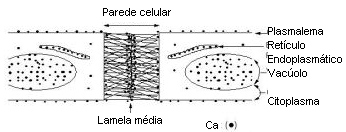 Parede celular
Plasmalema
Retículo
Endoplasmático
Vacúolo
Citoplasma
Lamela média
Ca (●)